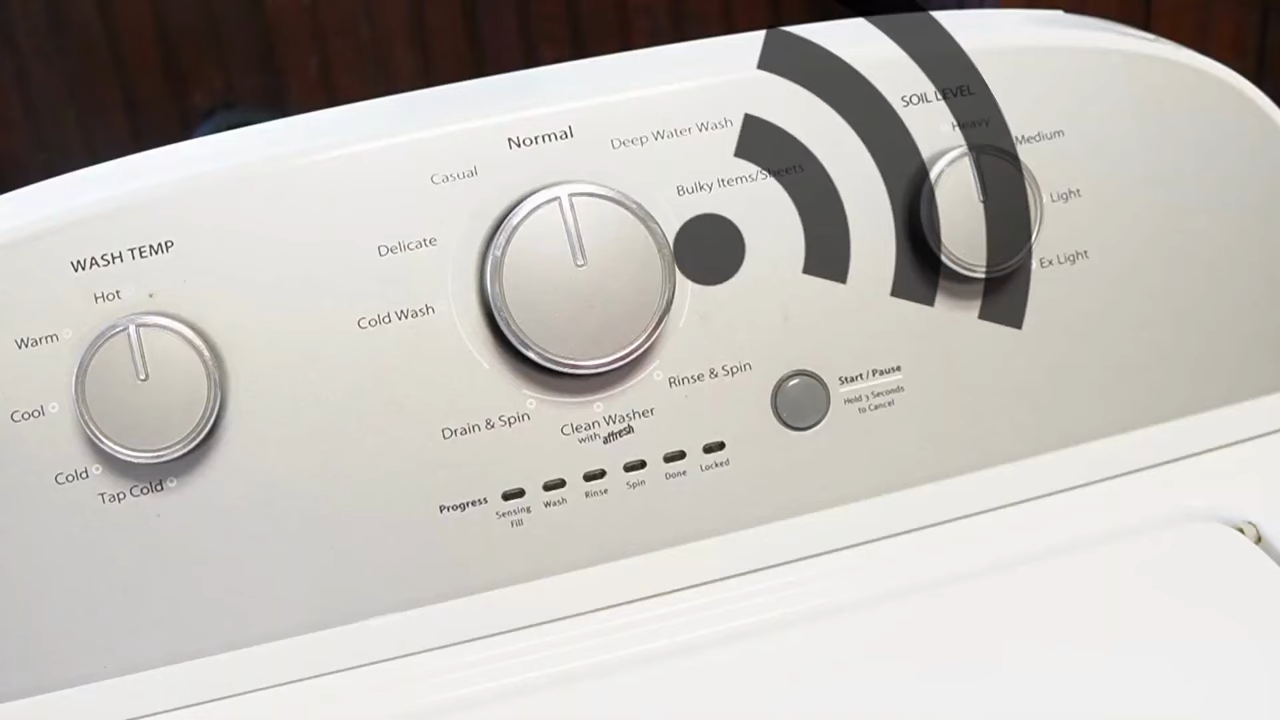 WASH TEMP
Hot
Warm
Cool
Cold
Tap Cold
Normal
Casual
Delicate
Cold Wash
Deep Water Wash
Bulky Items/Sheets
Rinse & Spin
Clean Washer
with affresh
Drain & Spin
Progress
Sensing
Fill
Wash
Rinse
Spin
Done
Locked
Start / Pause
Hold 3 Seconds
to Cancel
SOIL LEVEL
Heavy
Medium
Light
Ex Light